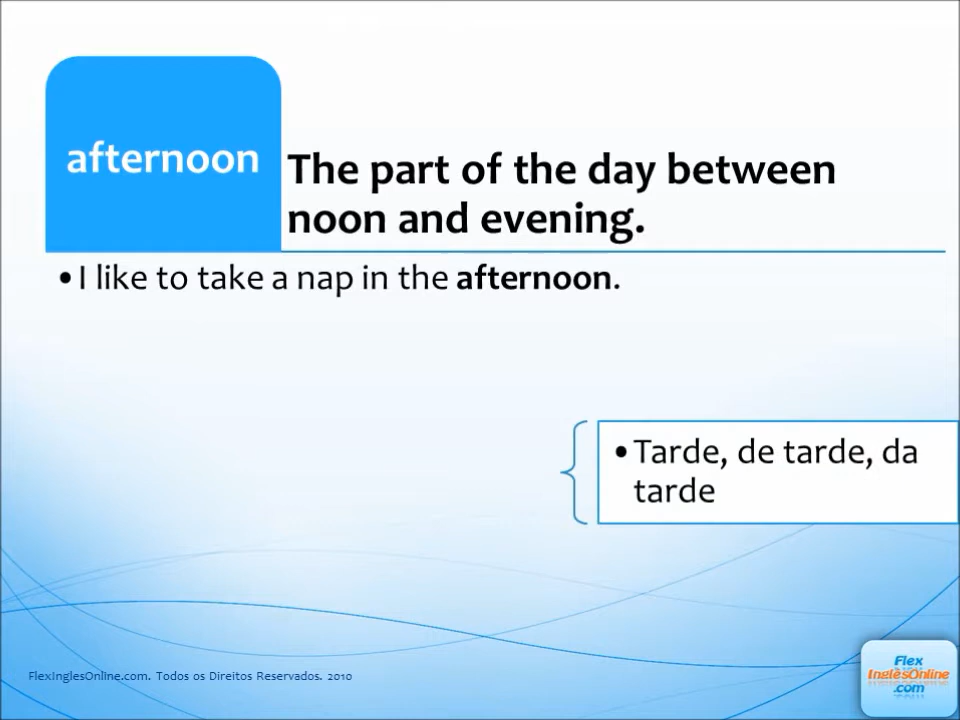 afternoon
The part of the day between
noon and evening.
•I like to take a nap in the afternoon.
•Tarde, de tarde, da
tarde
FlexInglesOnline.com. Todos os Direitos Reservados. 2010
Flex
InglêsOnline
.com